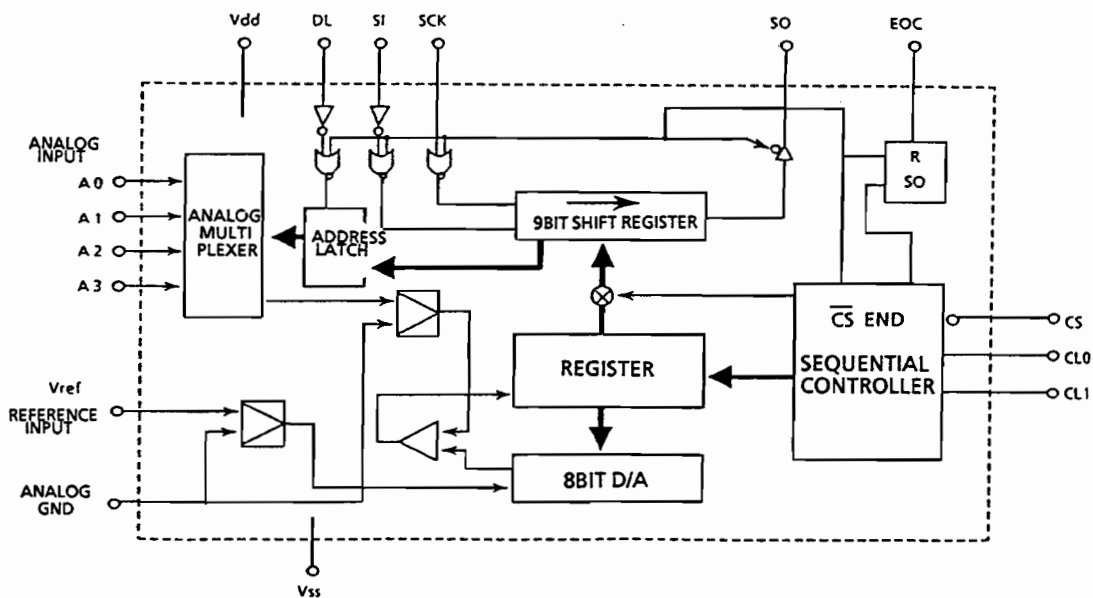 Vdd
DL
SI
SCK
SO
EOC
ANALOG
INPUT
A0
A1
A2
A3
ANALOG
MULTI
PLEXER
ADDRESS
LATCH
9BIT SHIFT REGISTER
R
SO
CS END
SEQUENTIAL
CONTROLLER
CS
CL0
CL1
REGISTER
Vref
REFERENCE
INPUT
8BIT D/A
ANALOG
GND
Vss